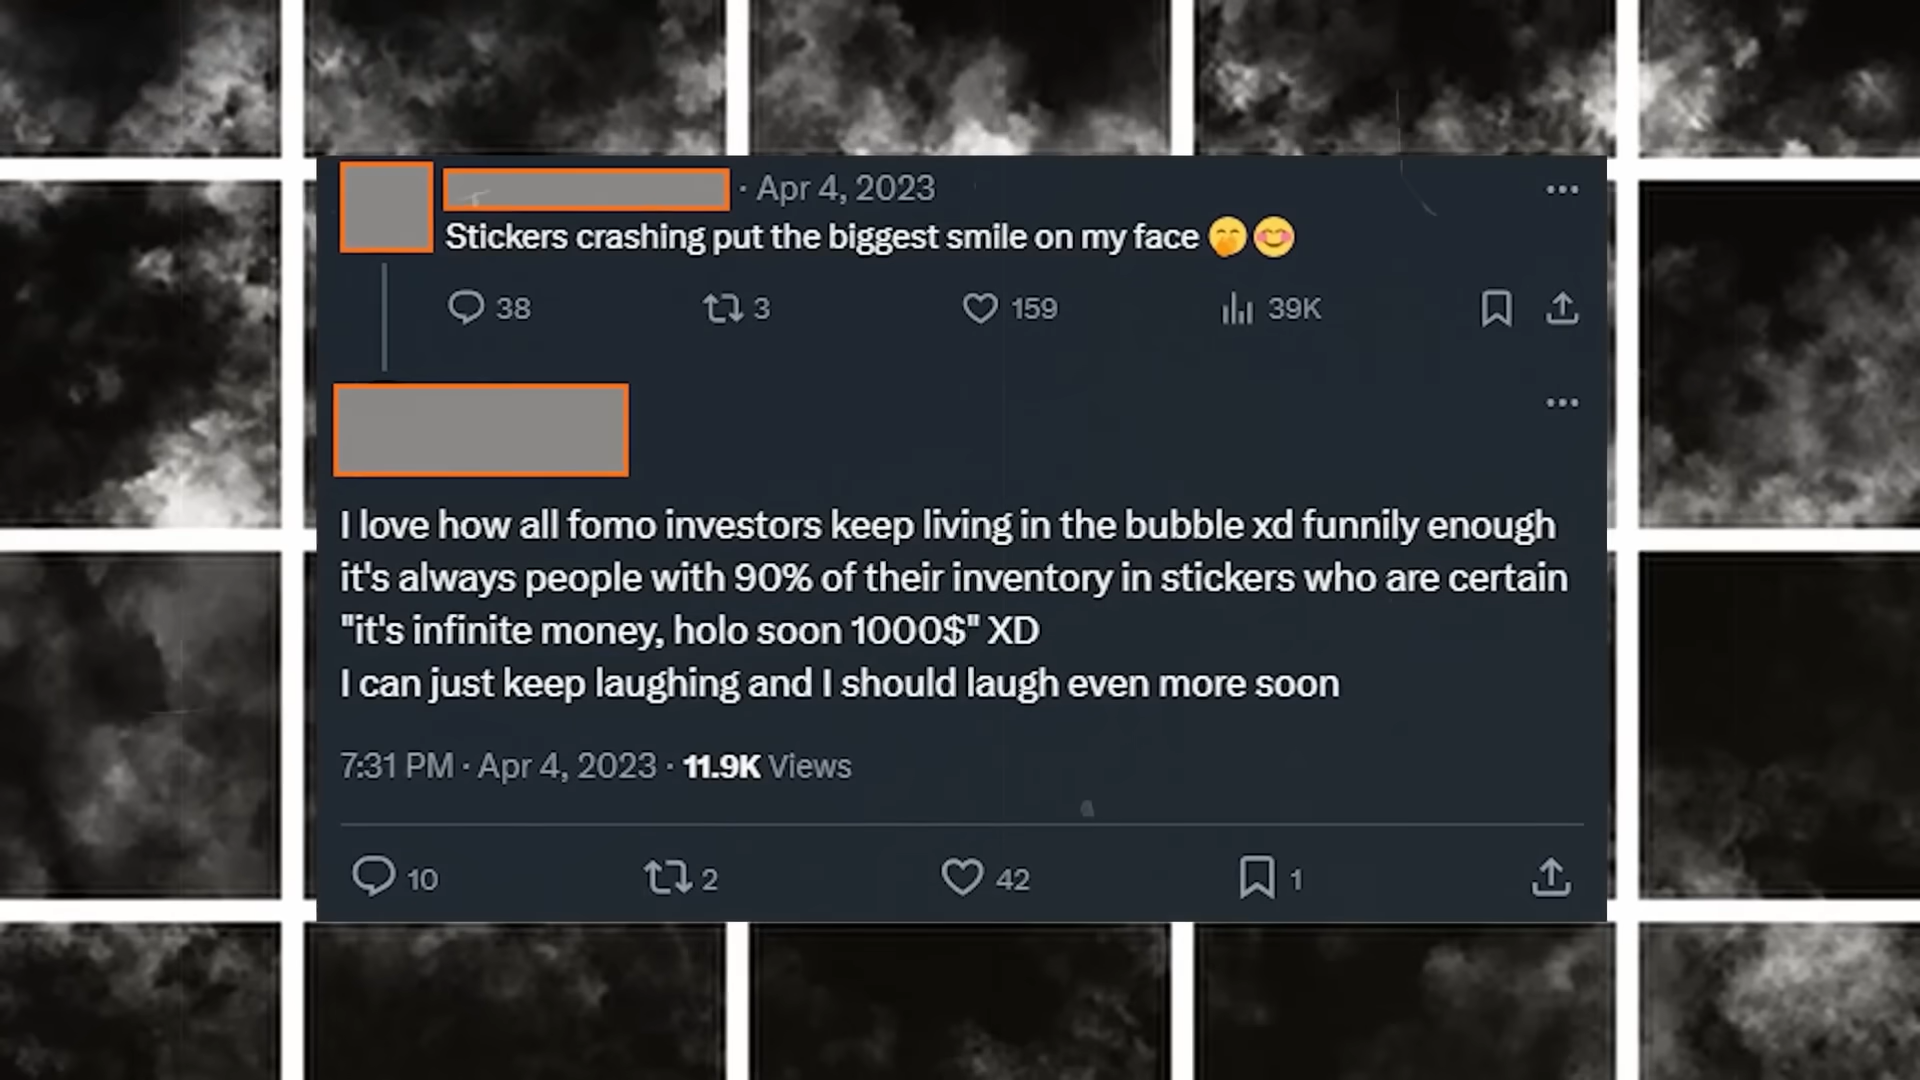 · Apr 4, 2023
Stickers crashing put the biggest smile on my face 🤭😊
38 3 159 39K
I love how all fomo investors keep living in the bubble xd funnily enough
it's always people with 90% of their inventory in stickers who are certain
"it's infinite money, holo soon 1000$" XD
I can just keep laughing and I should laugh even more soon
7:31 PM · Apr 4, 2023 · 11.9K Views
10 2 42 1